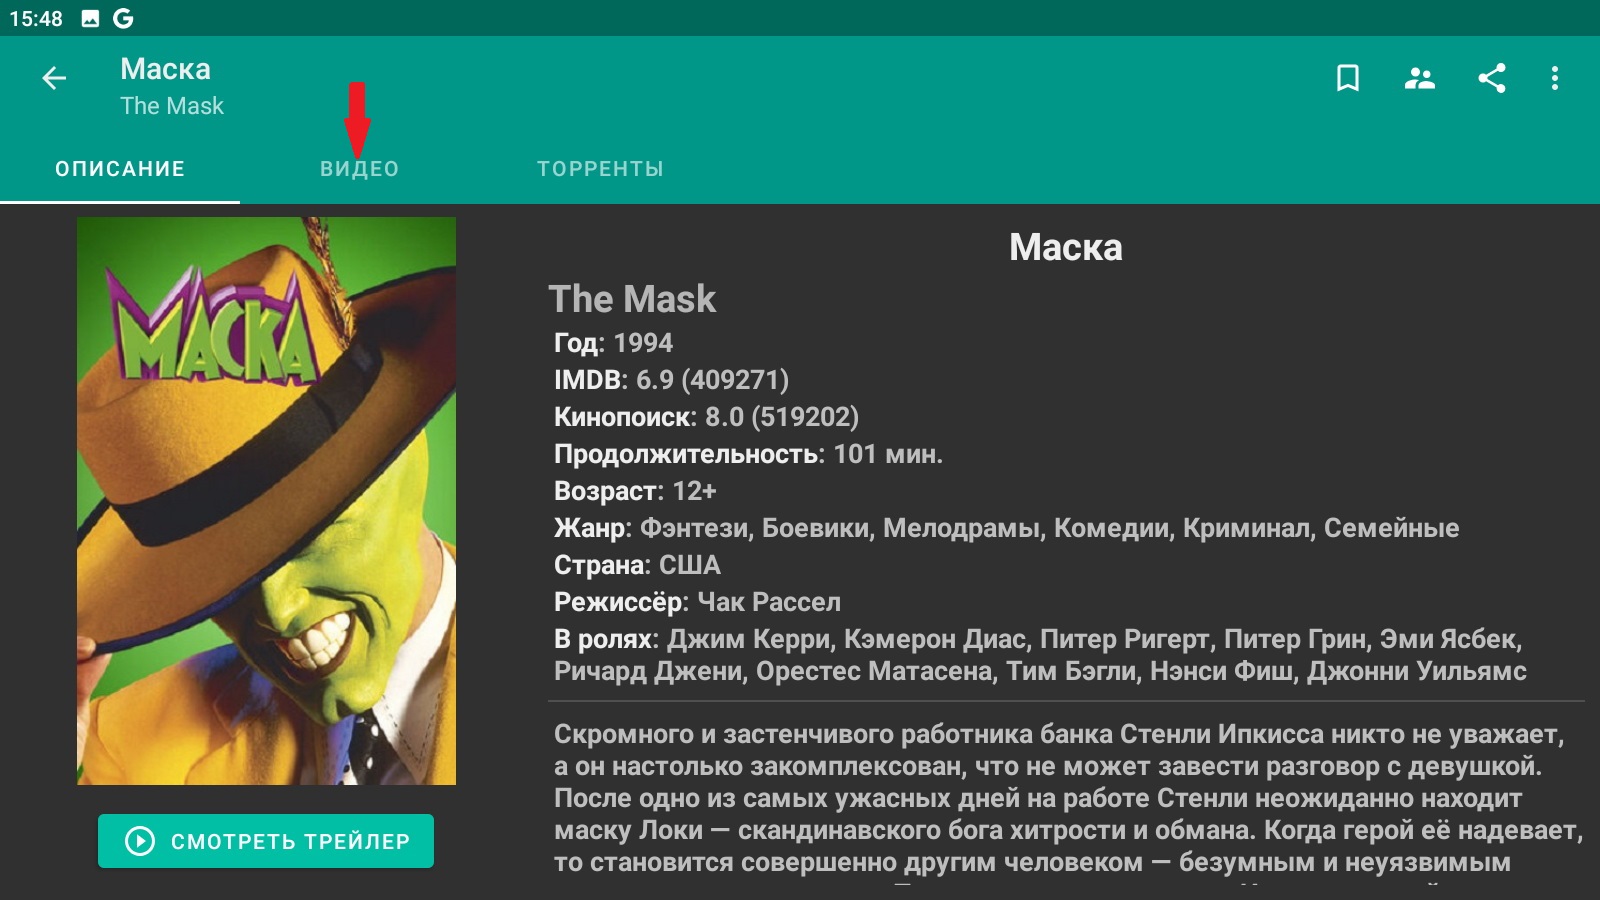 15:48
Маска
The Mask
ОПИСАНИЕ
ВИДЕО
ТОРРЕНТЫ
МАСКА
СМОТРЕТЬ ТРЕЙЛЕР
Маска
The Mask
Год: 1994
IMDB: 6.9 (409271)
Кинопоиск: 8.0 (519202)
Продолжительность: 101 мин.
Возраст: 12+
Жанр: Фэнтези, Боевики, Мелодрамы, Комедии, Криминал, Семейные
Страна: США
Режиссёр: Чак Рассел
В ролях: Джим Керри, Кэмерон Диас, Питер Ригерт, Питер Грин, Эми Ясбек,
Ричард Джени, Орестес Матасена, Тим Бэгли, Нэнси Фиш, Джонни Уильямс
Скромного и застенчивого работника банка Стенли Ипкисса никто не уважает,
а он настолько закомплексован, что не может завести разговор с девушкой.
После одно из самых ужасных дней на работе Стенли неожиданно находит
маску Локи — скандинавского бога хитрости и обмана. Когда герой её надевает,
то становится совершенно другим человеком — безумным и неуязвимым